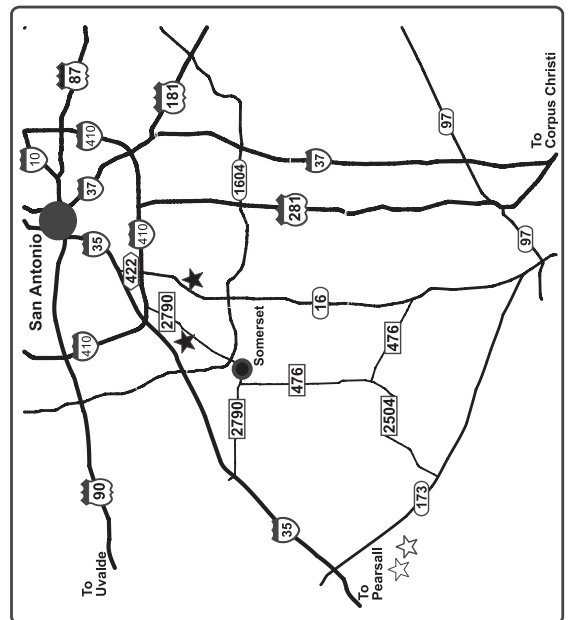 87
181
410
10
97
To
Corpus Christi
37
1604
37
281
San Antonio
35
410
422
97
2790
16
410
Somerset
476
476
2790
2504
90
173
35
To
Uvalde
To
Pearsall